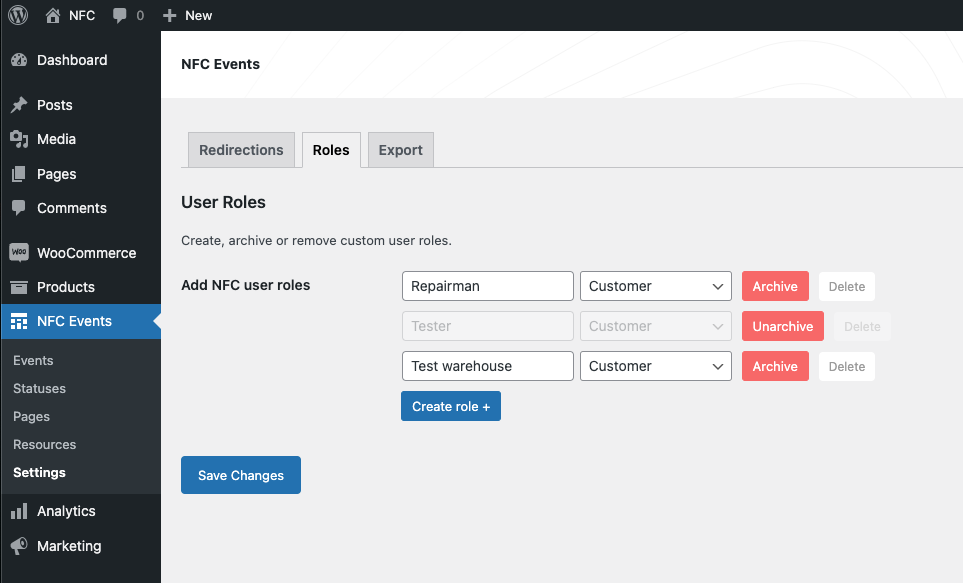 NFC 0 New
Dashboard
Posts
Media
Pages
Comments
WOO WooCommerce
Products
NFC Events
Events
Statuses
Pages
Resources
Settings
Analytics
Marketing
NFC Events
Redirections Roles Export
User Roles
Create, archive or remove custom user roles.
Add NFC user roles Repairman Customer Archive Delete
Tester Customer Unarchive Delete
Test warehouse Customer Archive Delete
Create role +
Save Changes